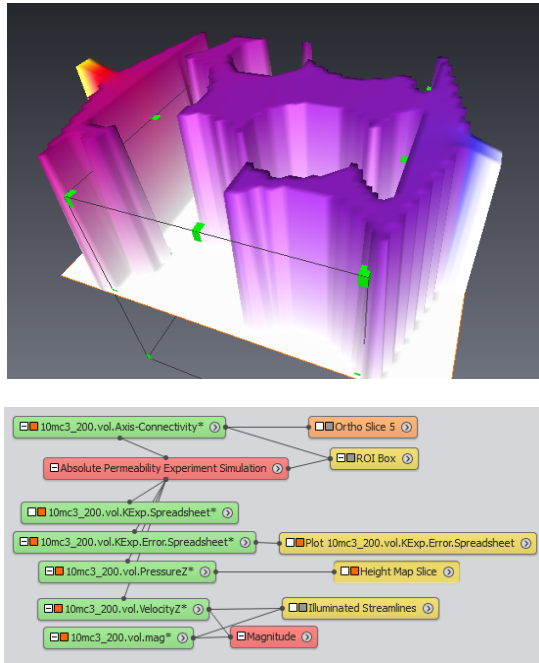 10mc3_200.vol.Axis-Connectivity*
Ortho Slice 5
ROI Box
Absolute Permeability Experiment Simulation
10mc3_200.vol.KExp.Spreadsheet*
10mc3_200.vol.KExp.Error.Spreadsheet*
Plot 10mc3_200.vol.KExp.Error.Spreadsheet
10mc3_200.vol.PressureZ*
Height Map Slice
10mc3_200.vol.VelocityZ*
Illuminated Streamlines
10mc3_200.vol.mag*
Magnitude